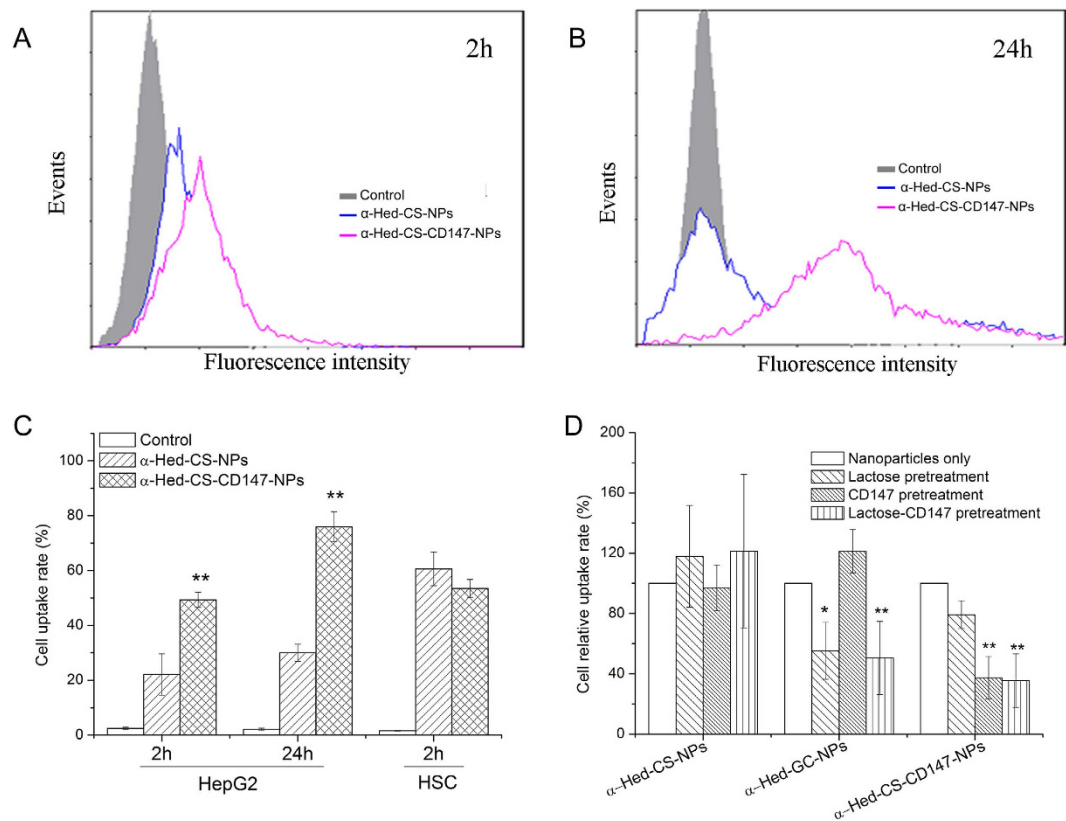 A
2h
Events
Control
α-Hed-CS-NPs
α-Hed-CS-CD147-NPs
Fluorescence intensity
B
24h
Events
Control
α-Hed-CS-NPs
α-Hed-CS-CD147-NPs
Fluorescence intensity
C
Control
α-Hed-CS-NPs
α-Hed-CS-CD147-NPs
Cell uptake rate (%)
100
80
60
40
20
0
**
**
2h
24h
2h
HepG2
HSC
D
Nanoparticles only
Lactose pretreatment
CD147 pretreatment
Lactose-CD147 pretreatment
Cell relative uptake rate (%)
200
160
120
80
40
0
*
**
**
**
α-Hed-CS-NPs
α-Hed-GC-NPs
α-Hed-CS-CD147-NPs